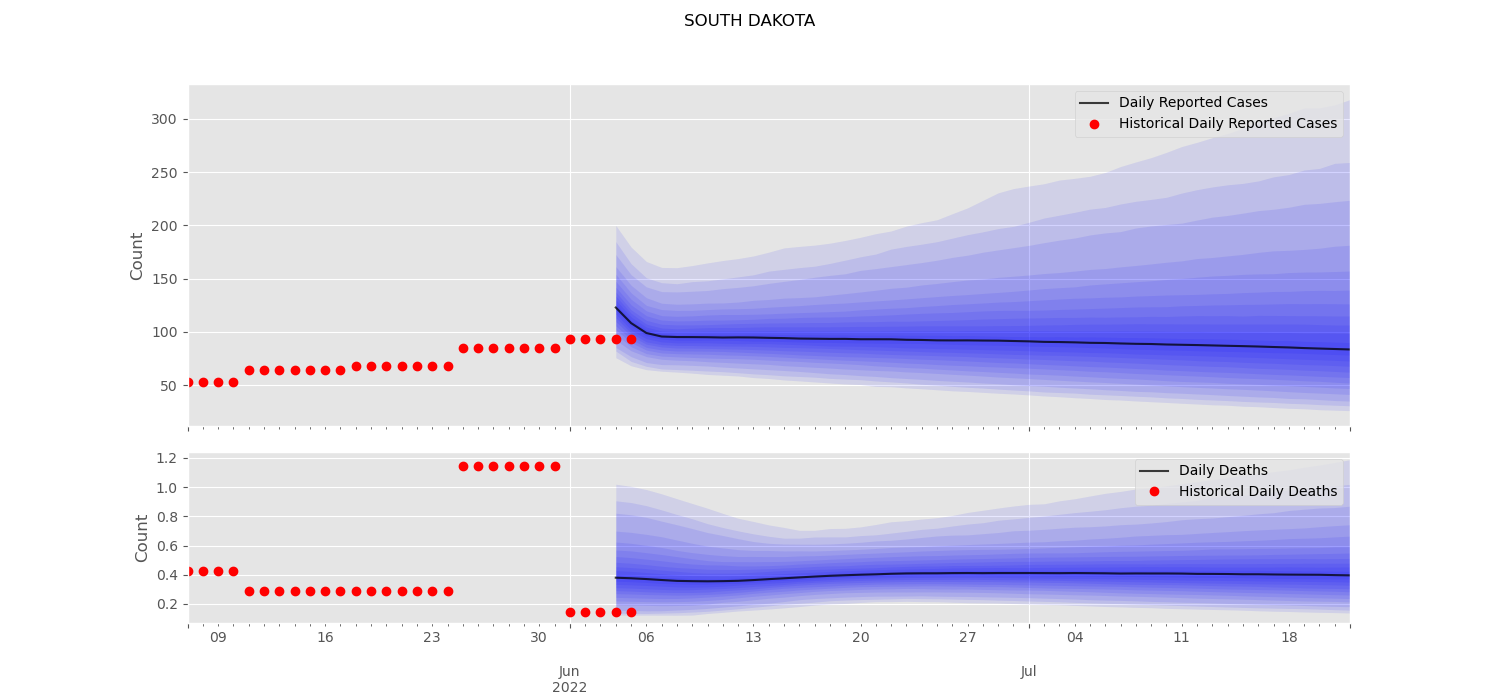 SOUTH DAKOTA
Count
300
250
200
150
100
50
Daily Reported Cases
Historical Daily Reported Cases
Count
1.2
1.0
0.8
0.6
0.4
0.2
Daily Deaths
Historical Daily Deaths
09 16 23 30 06 13 20 27 04 11 18
Jun Jul
2022